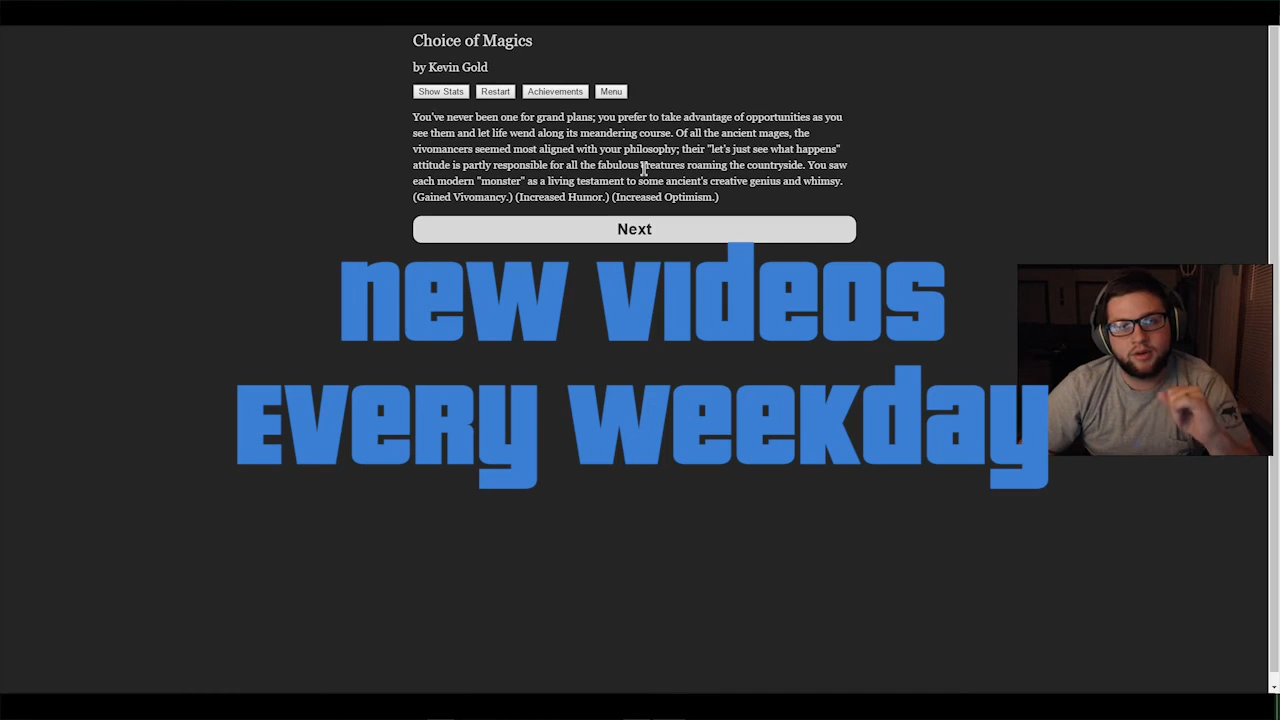 Choice of Magics
by Kevin Gold
Show Stats Restart Achievements Menu
You've never been one for grand plans; you prefer to take advantage of opportunities as you
see them and let life wend along its meandering course. Of all the ancient mages, the
vivomancers seemed most aligned with your philosophy; their "let's just see what happens"
attitude is partly responsible for all the fabulous creatures roaming the countryside. You saw
each modern "monster" as a living testament to some ancient's creative genius and whimsy.
(Gained Vivomancy.) (Increased Humor.) (Increased Optimism.)
Next
new videos
every weekday